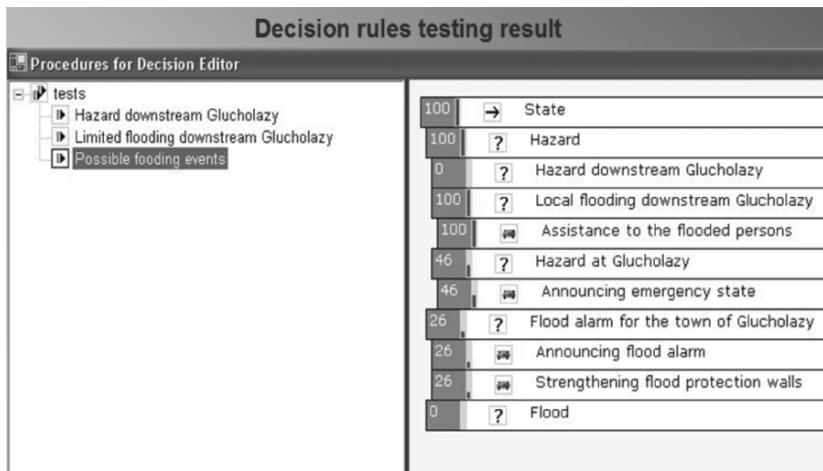 Decision rules testing result
Procedures for Decision Editor
tests
Hazard downstream Glucholazy
Limited flooding downstream Glucholazy
Possible fooding events
100 → State
100 ? Hazard
0 ? Hazard downstream Glucholazy
100 ? Local flooding downstream Glucholazy
100 Assistance to the flooded persons
46 ? Hazard at Glucholazy
46 Announcing emergency state
26 ? Flood alarm for the town of Glucholazy
26 Announcing flood alarm
26 Strengthening flood protection walls
0 ? Flood